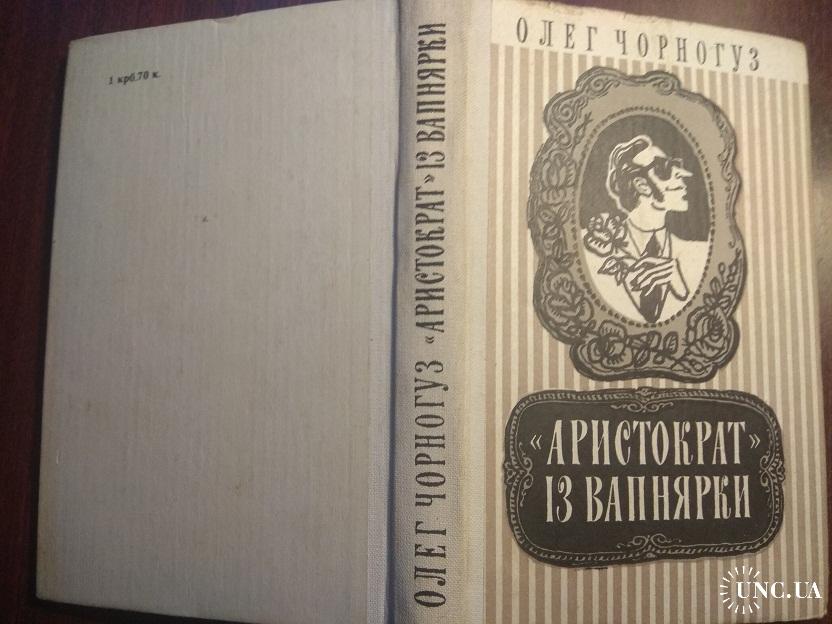 1 крб.70 к.
ОЛЕГ ЧОРНОГУЗ «АРИСТОКРАТ» ІЗ ВАПНЯРКИ
ОЛЕГ ЧОРНОГУЗ
«АРИСТОКРАТ»
ІЗ ВАПНЯРКИ
UNC.UA